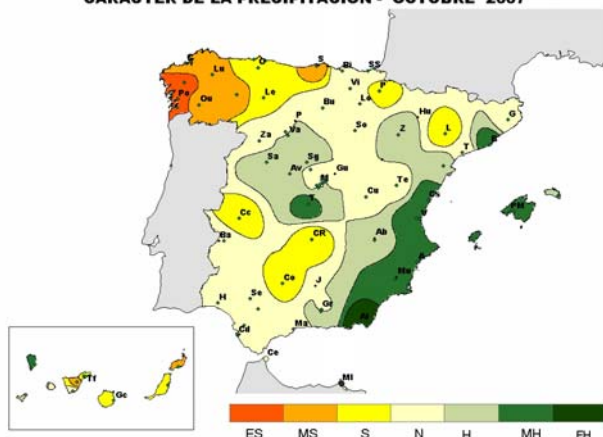 CARÁCTER DE LA PRECIPITACIÓN - OCTUBRE 2007
C Lu O S Bi SS
Po Ou Le Vi P
Bu Lo Hu
P So Z L G
Za Va B
Sa Sg T
Av Gu
M Te
T Cu Cs PM
Cc V
CR Ab
Ba A
Co Mu
J
H Se Gr Al
Ma
Cd
Ce
Ml
Tf
Gc
ES MS S N H MH EH